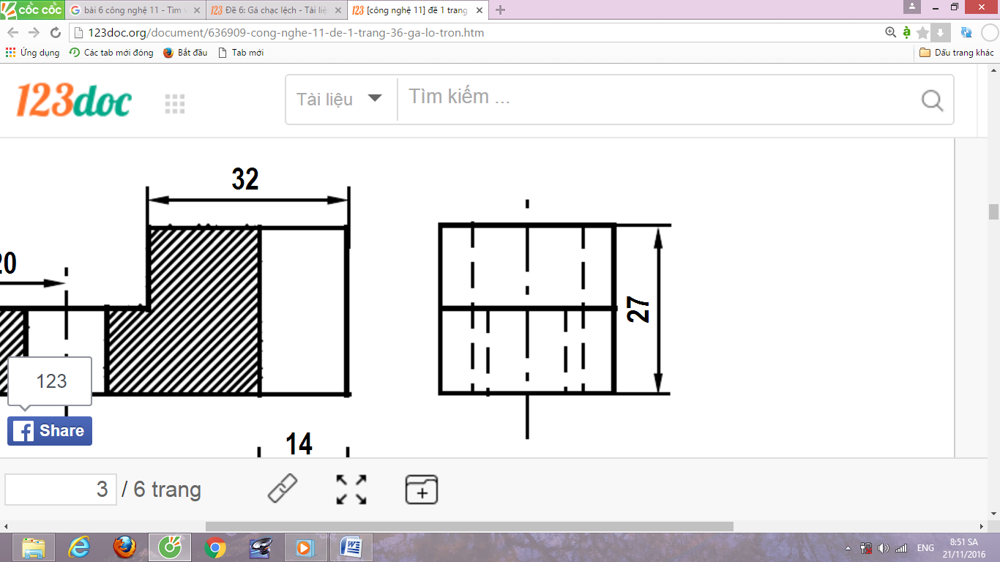 cốc cốc
bài 6 công nghệ 11 - Tìm v
Đề 6: Gá chạc lệch - Tài liệ
[công nghệ 11] đề 1 trang
123doc.org/document/636909-cong-nghe-11-de-1-trang-36-ga-lo-tron.htm
Ứng dụng
Các tab mới đóng
Bắt đầu
Tab mới
Dấu trang khác
123doc
Tài liệu
Tìm kiếm ...
32
20
27
123
Share
14
3 / 6 trang
ENG
8:51 SA
21/11/2016